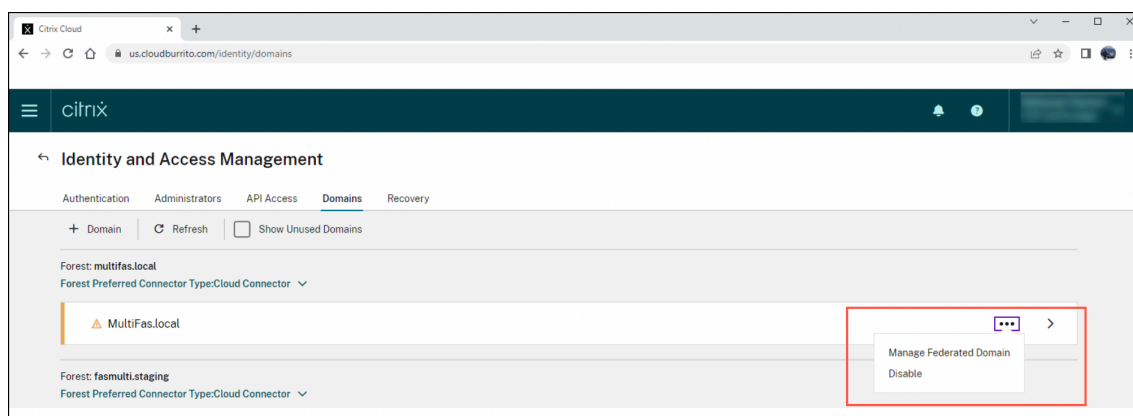 Citrix Cloud
us.cloudburrito.com/identity/domains
citrix
Identity and Access Management
Authentication Administrators API Access Domains Recovery
+ Domain Refresh Show Unused Domains
Forest: multifas.local
Forest Preferred Connector Type:Cloud Connector
MultiFas.local
Manage Federated Domain
Disable
Forest: fasmulti.staging
Forest Preferred Connector Type:Cloud Connector